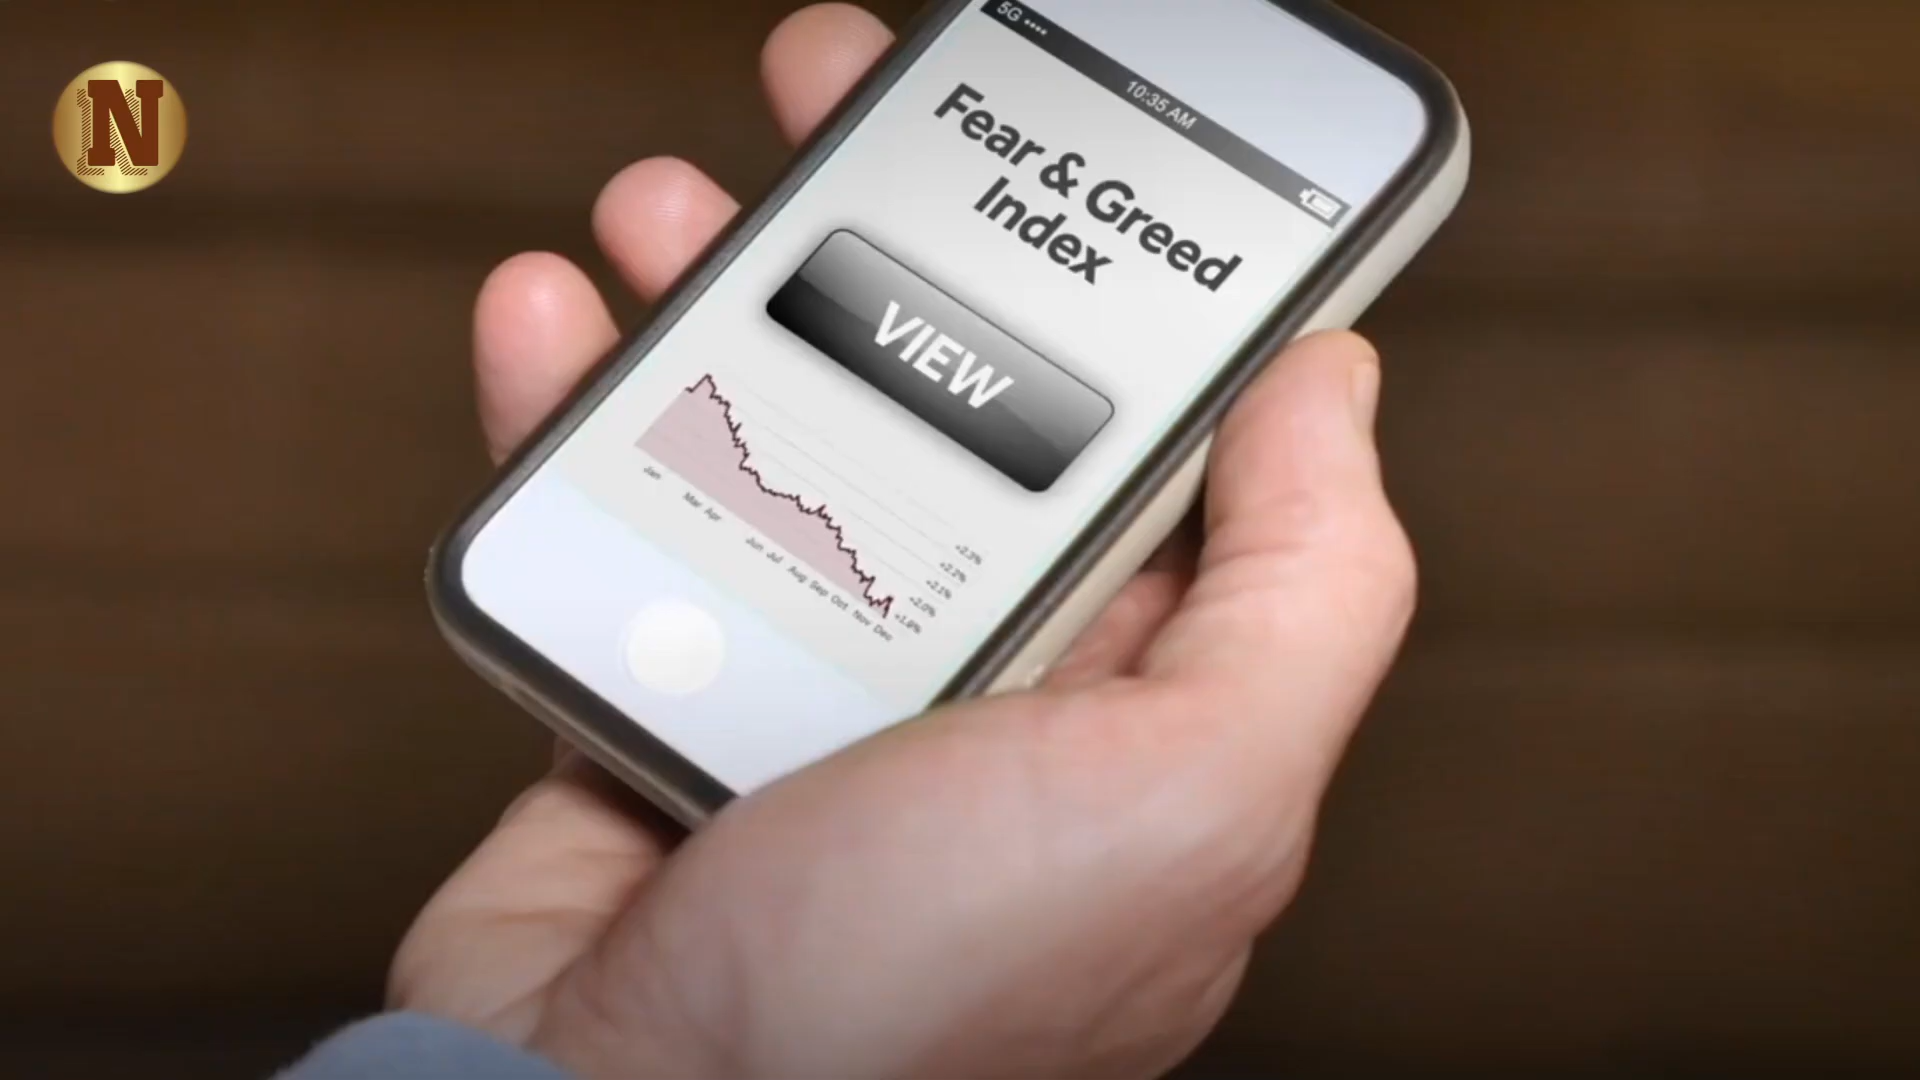 N
5G
10:35 AM
Fear & Greed
Index
VIEW
+2.3%
+2.2%
+2.1%
+2.0%
+1.9%
Jan Mar Apr Jun Jul Aug Sep Oct Nov Dec